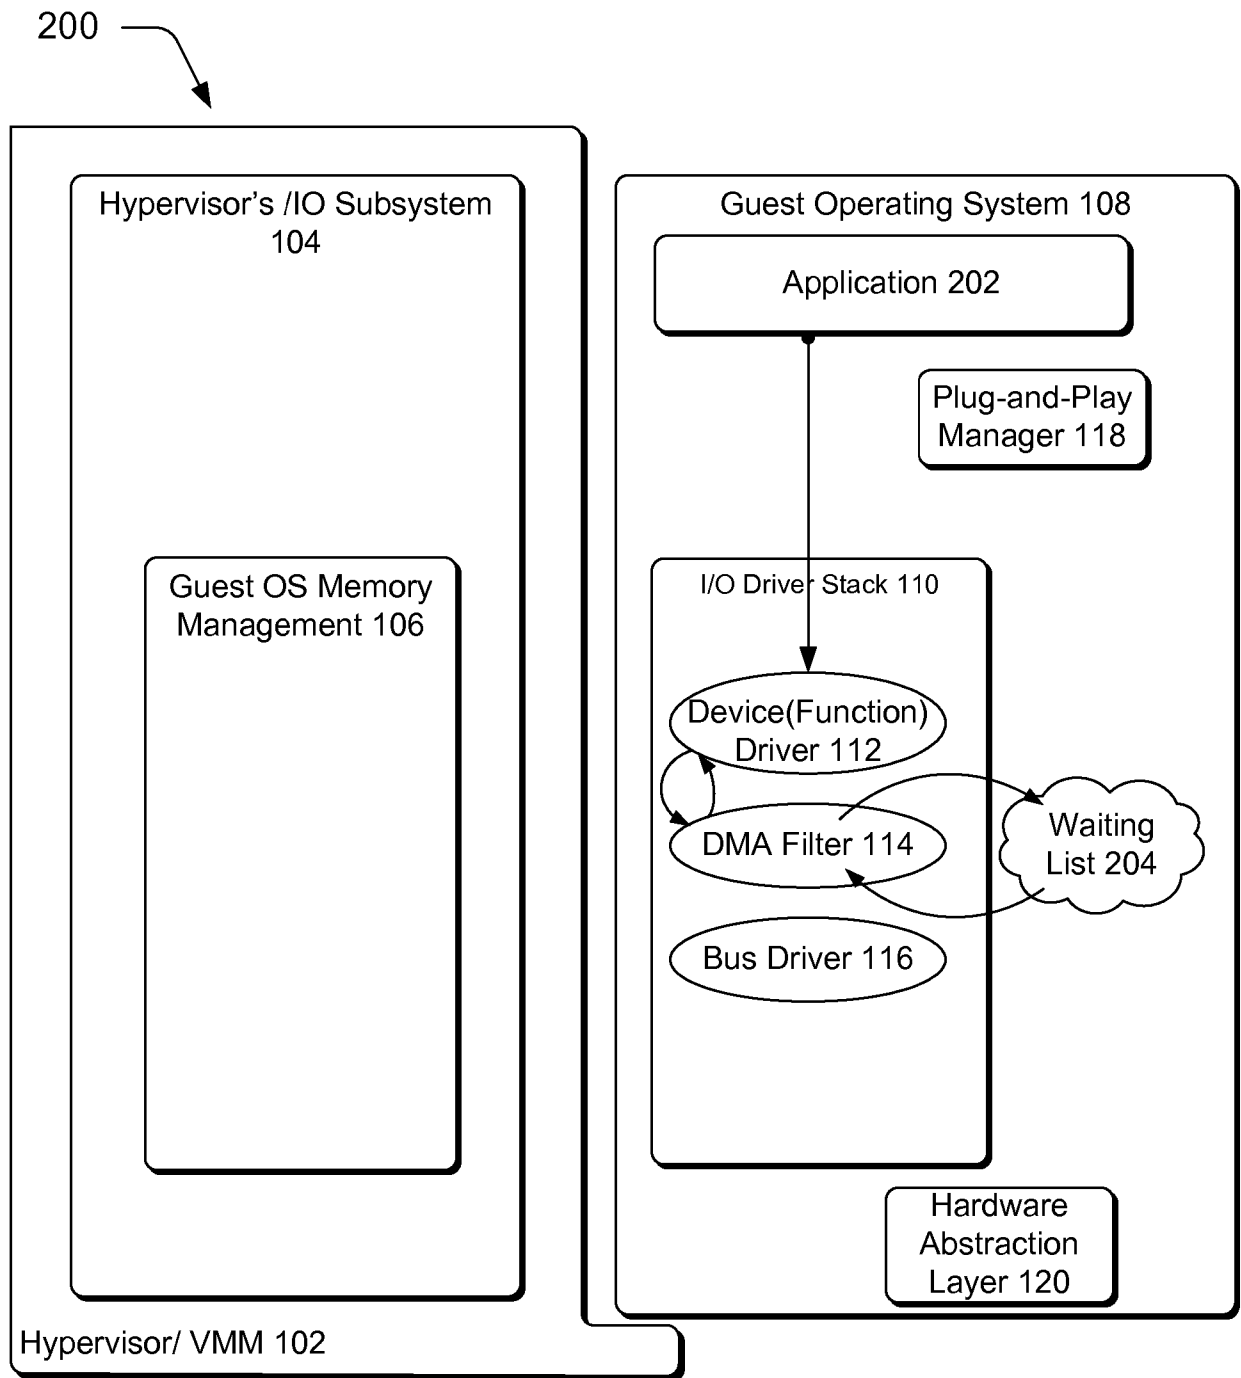 200
Hypervisor's /IO Subsystem
104
Guest OS Memory
Management 106
Hypervisor/ VMM 102
Guest Operating System 108
Application 202
Plug-and-Play
Manager 118
I/O Driver Stack 110
Device(Function)
Driver 112
DMA Filter 114
Waiting
List 204
Bus Driver 116
Hardware
Abstraction
Layer 120